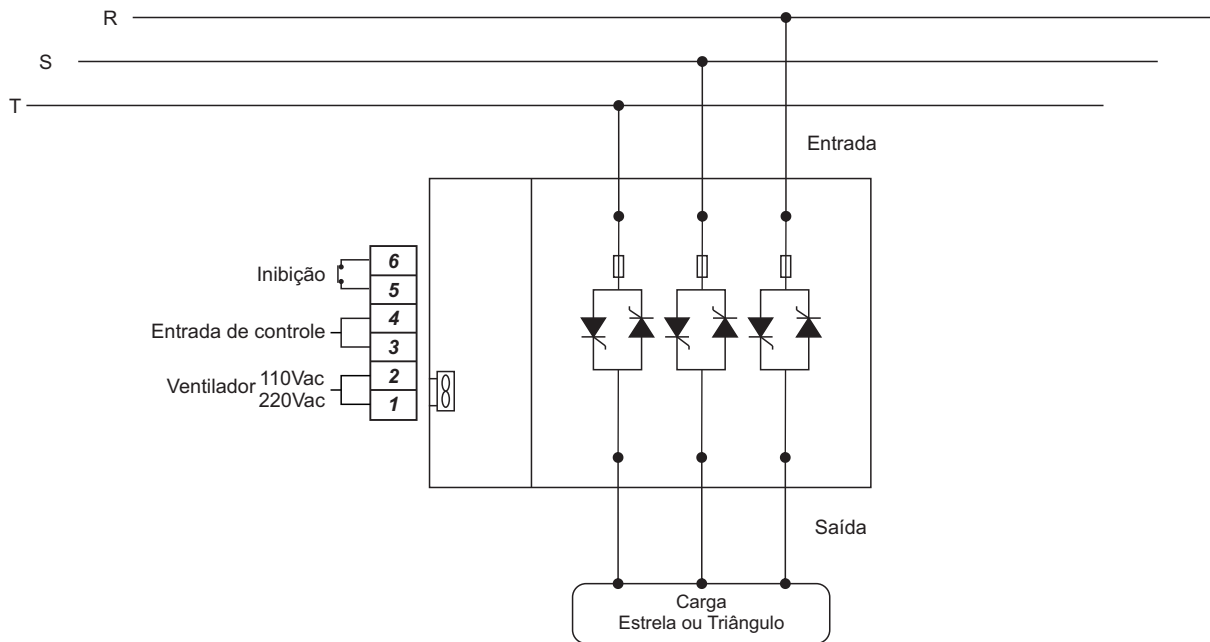 R
S
T
Entrada
6
Inibição
5
4
Entrada de controle
3
2
Ventilador 110Vac
220Vac
1
Saída
Carga
Estrela ou Triângulo